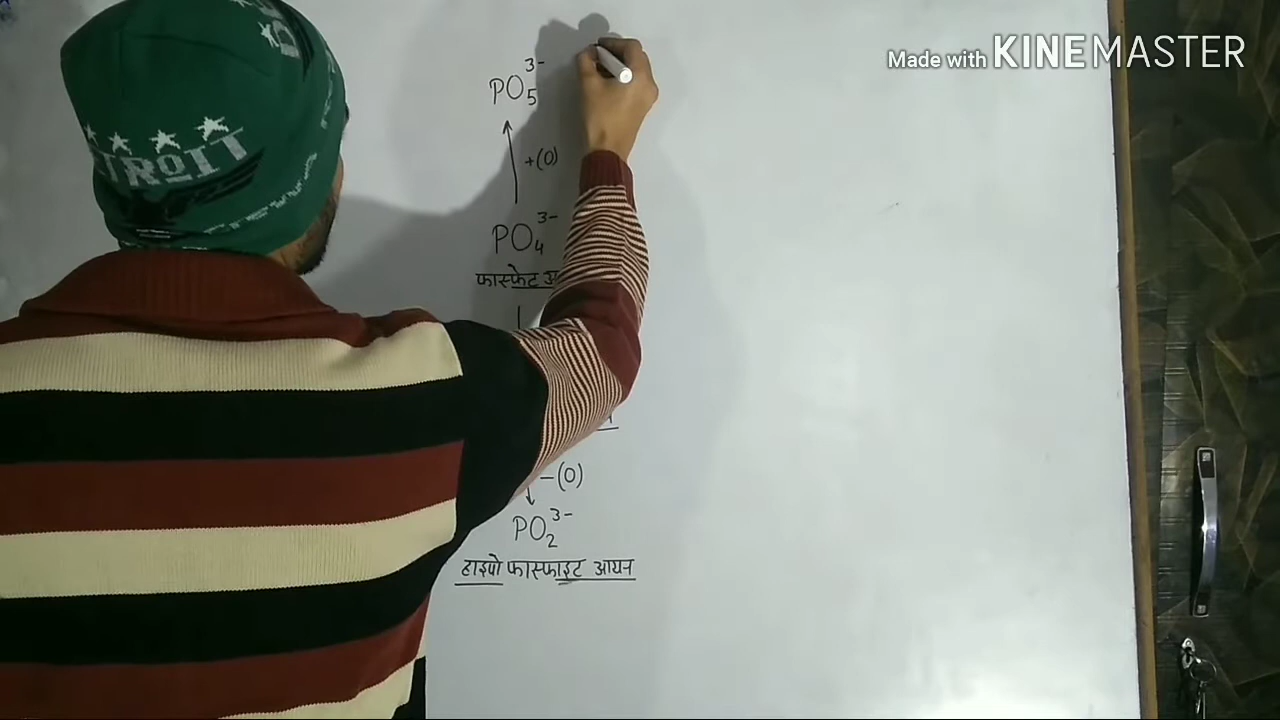 Made with KINEMASTER
PO₅³⁻
+(O)
PO₄³⁻
फास्फेट
–(O)
PO₂³⁻
हाइपो फास्फाइट आयन